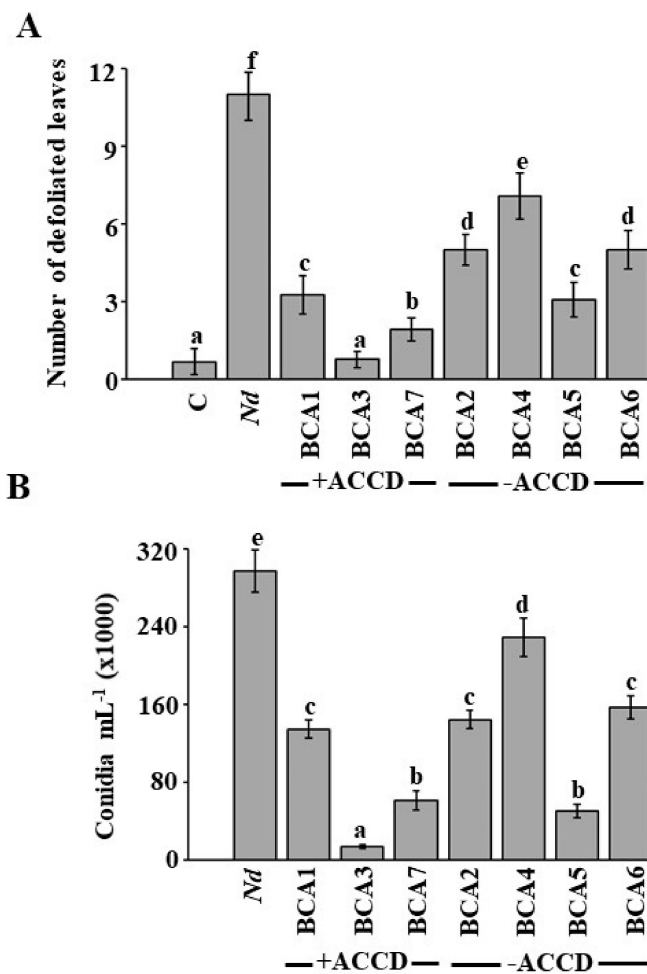 A
Number of defoliated leaves
12
9
6
3
0
a
f
c
a
b
d
e
c
d
C
Nd
BCA1
BCA3
BCA7
BCA2
BCA4
BCA5
BCA6
+ACCD
-ACCD
B
Conidia mL⁻¹ (x1000)
320
240
160
80
0
e
c
a
b
c
d
b
c
Nd
BCA1
BCA3
BCA7
BCA2
BCA4
BCA5
BCA6
+ACCD
-ACCD